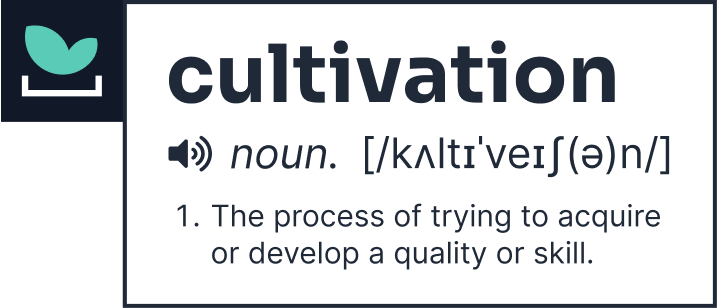 cultivation
noun. [/kʌltɪˈveɪʃ(ə)n/]
1. The process of trying to acquire
or develop a quality or skill.